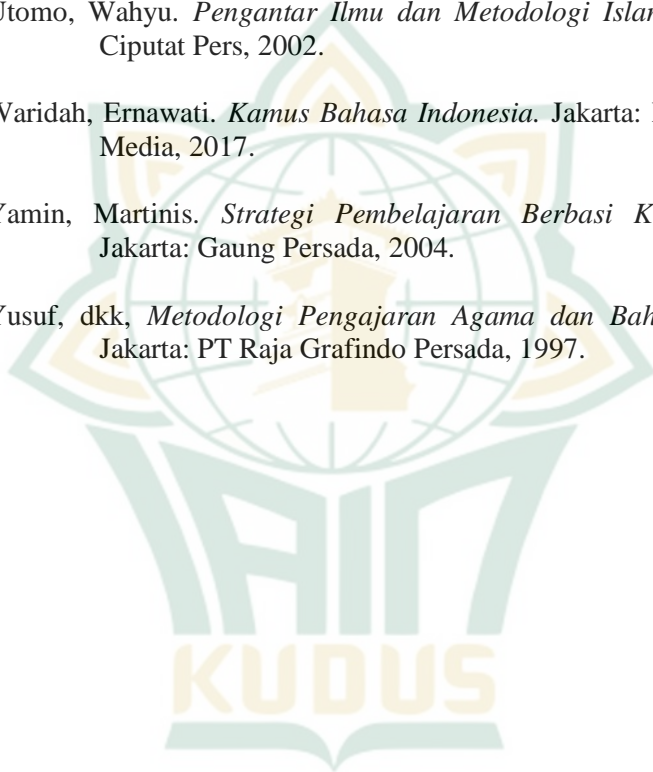 Utomo, Wahyu. Pengantar Ilmu dan Metodologi Islam
Ciputat Pers, 2002.
Waridah, Ernawati. Kamus Bahasa Indonesia. Jakarta:
Media, 2017.
Yamin, Martinis. Strategi Pembelajaran Berbasi K
Jakarta: Gaung Persada, 2004.
Yusuf, dkk, Metodologi Pengajaran Agama dan Bah
Jakarta: PT Raja Grafindo Persada, 1997.
IAIN
KUDUS